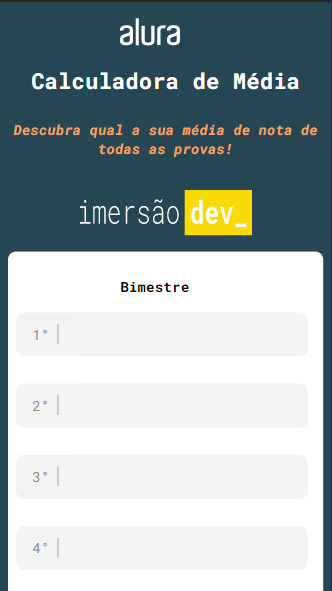 alura
Calculadora de Média
Descubra qual a sua média de nota de
todas as provas!
imersão dev_
Bimestre
1°
2°
3°
4°